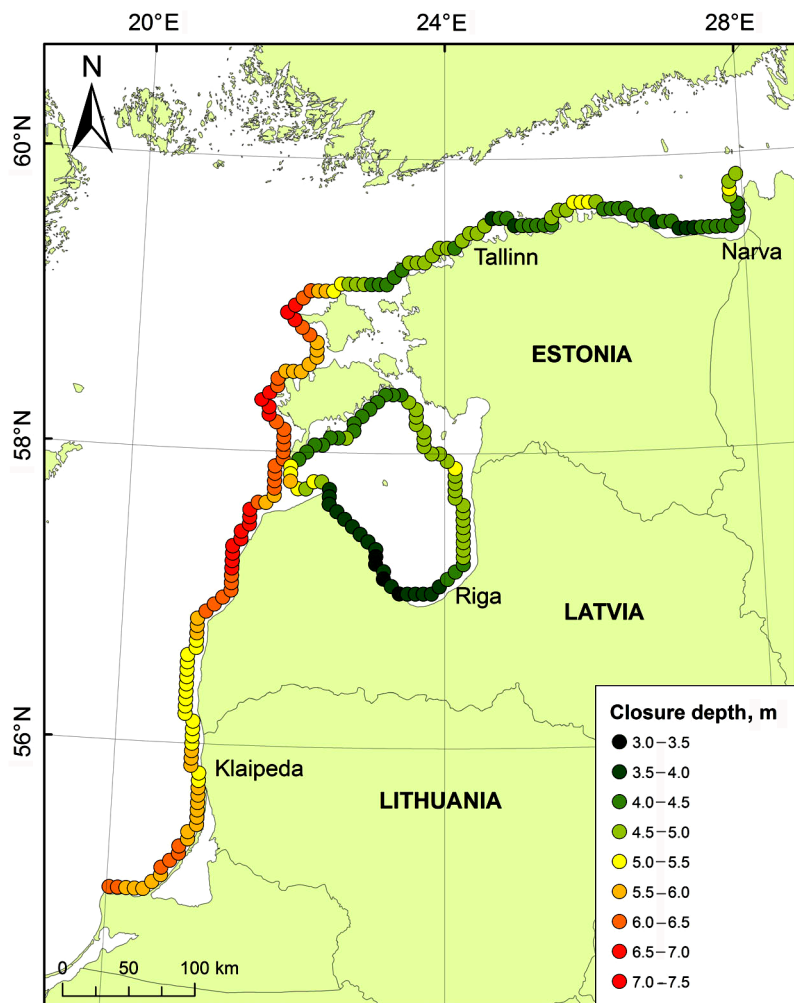 20°E 24°E 28°E
N
60°N
Tallinn
Narva
ESTONIA
58°N
Riga
LATVIA
56°N
Klaipeda
LITHUANIA
Closure depth, m
3.0–3.5
3.5–4.0
4.0–4.5
4.5–5.0
5.0–5.5
5.5–6.0
6.0–6.5
6.5–7.0
7.0–7.5
0 50 100 km